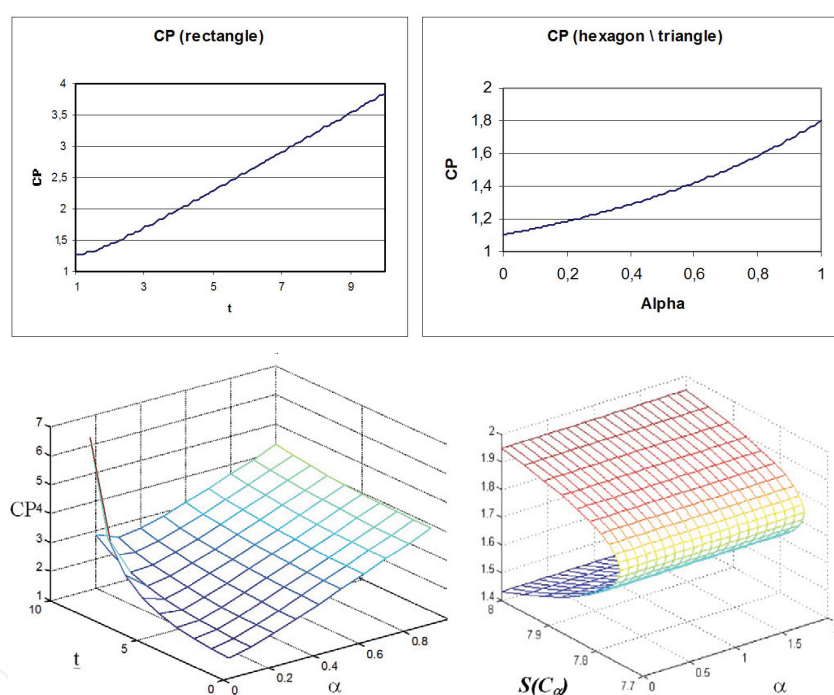 CP (rectangle)
4
3,5
3
2,5
2
1,5
1
CP
1 3 5 7 9
t
CP (hexagon \ triangle)
2
1,8
1,6
1,4
1,2
1
CP
0 0,2 0,4 0,6 0,8 1
Alpha
7
6
5
CP4
3
2
1
10
5
0
t
0 0.2 0.4 0.6 0.8
α
2
1.9
1.8
1.7
1.6
1.5
1.4
8
7.9
7.8
7.7
S(Cα)
0 0.5 1 1.5
α